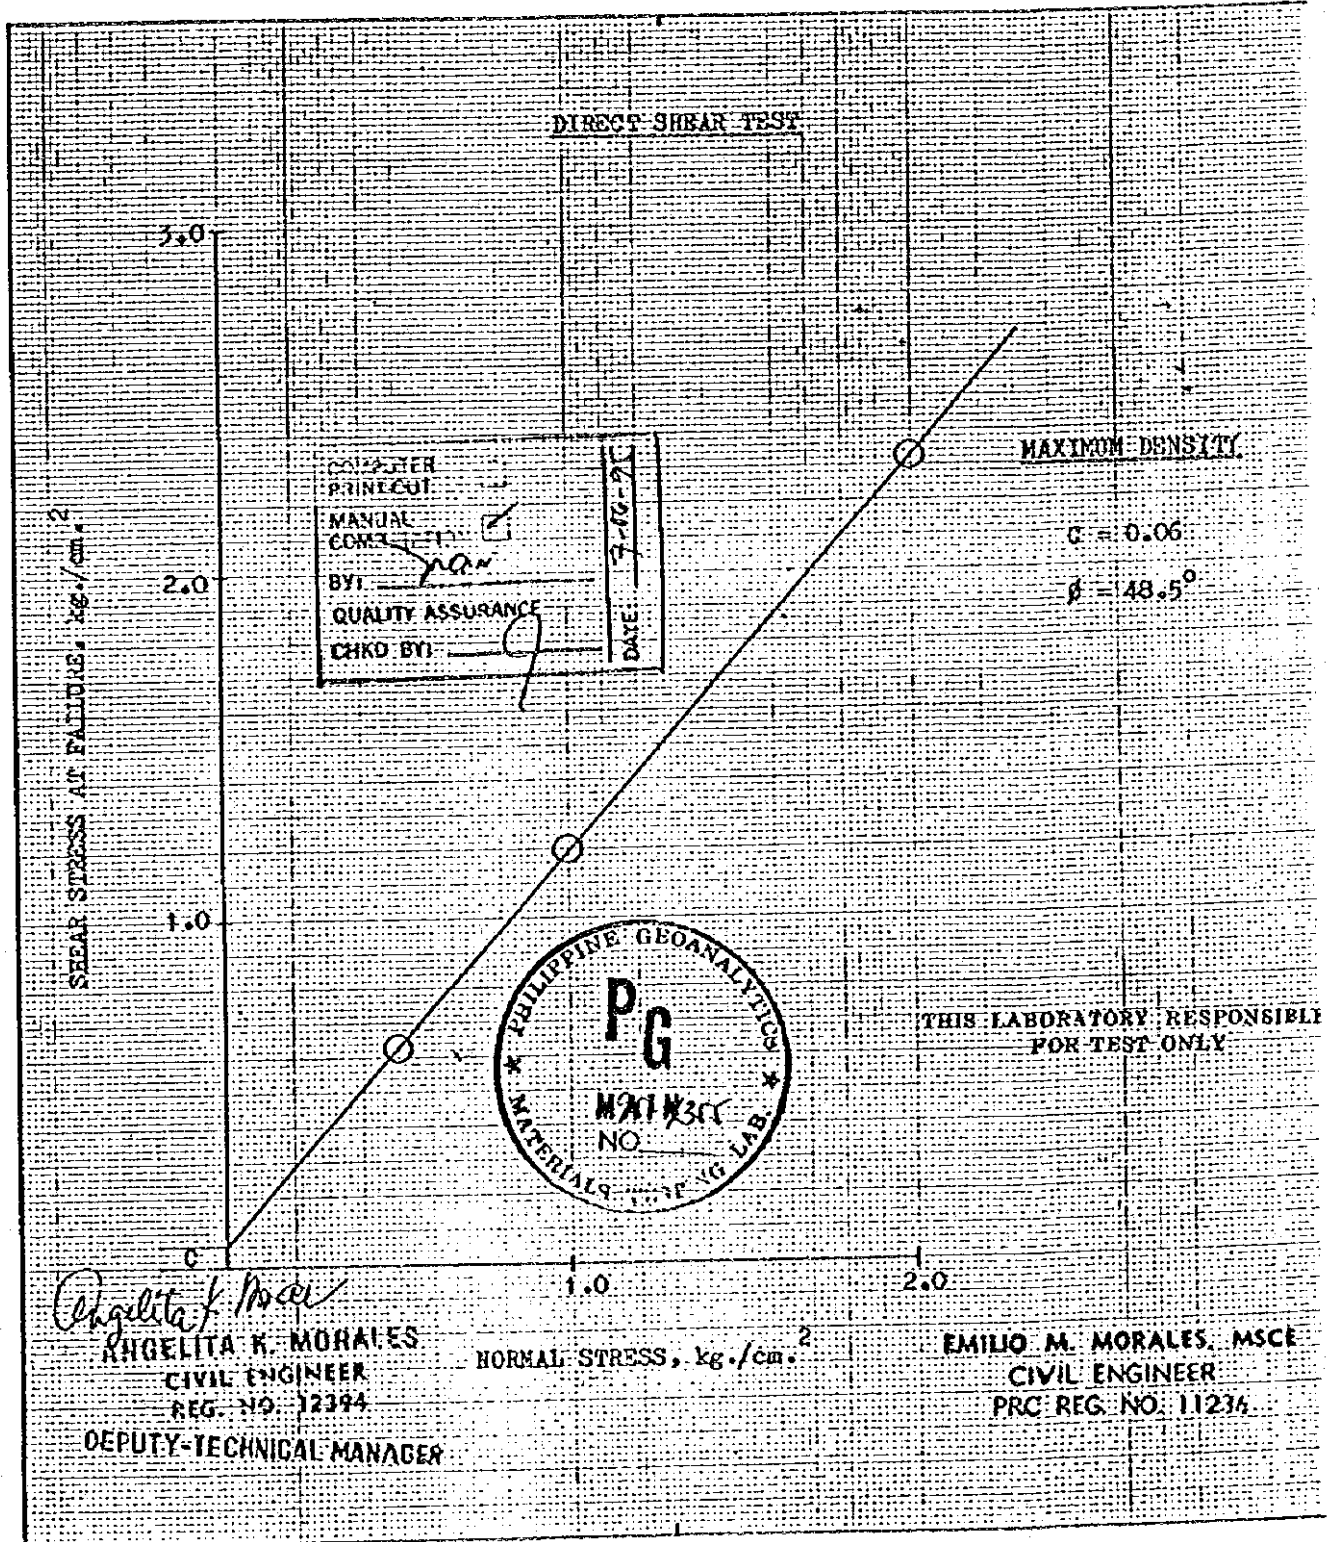 DIRECT SHEAR TEST
3.0
COMPUTER
PRINT-OUT
MANUAL
BY:
QUALITY ASSURANCE
CHKD BY:
DATE:
MAXIMUM DENSITY
C = 0.06
ø = 48.5°
2.0
SHEAR STRESS AT FAILURE, kg./cm.²
1.0
PHILIPPINE GEOANALYTICS
PG
NO
MATERIALS LAB.
THIS LABORATORY RESPONSIBLE
FOR TEST ONLY
C
1.0
2.0
ANGELITA K. MORALES
CIVIL ENGINEER
REG. NO. 12394
DEPUTY-TECHNICAL MANAGER
NORMAL STRESS, kg./cm.²
EMILIO M. MORALES, MSCE
CIVIL ENGINEER
PRC REG. NO. 11236